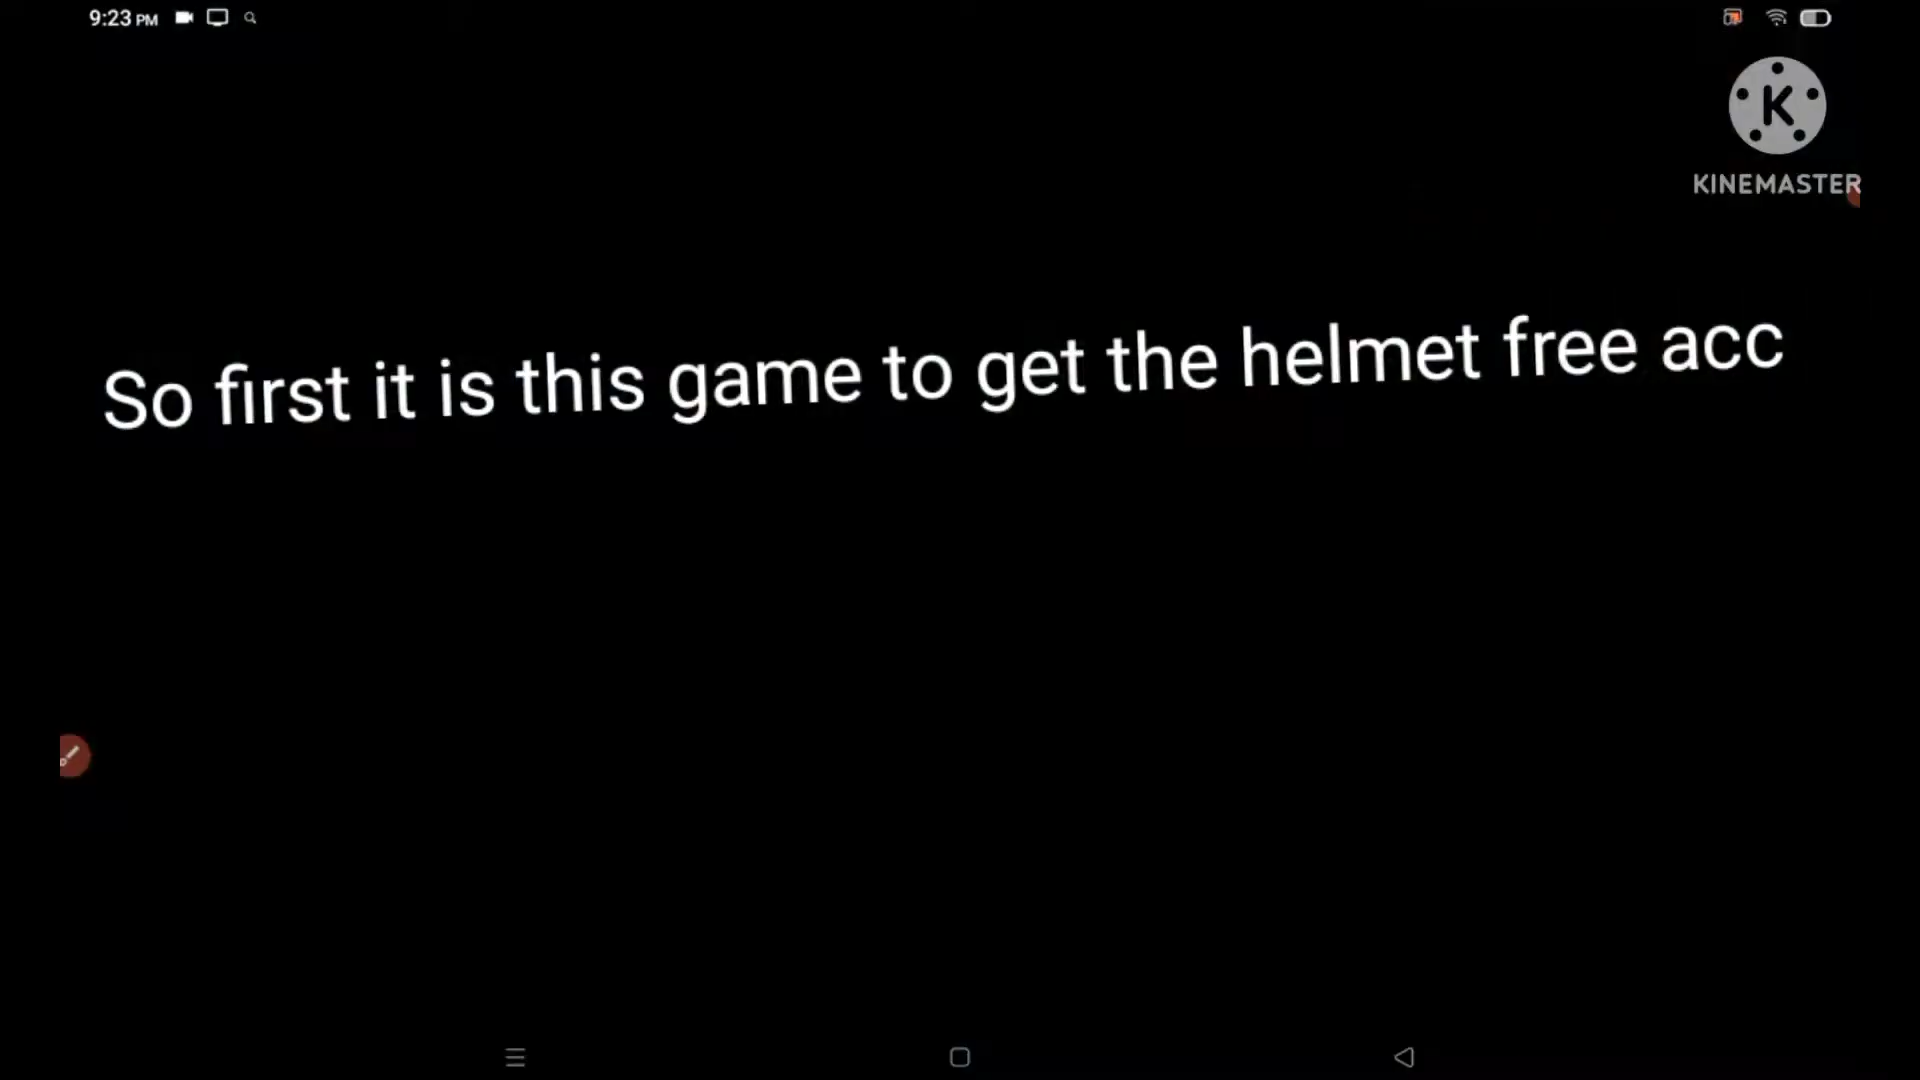 9:23 PM
K
KINEMASTER
So first it is this game to get the helmet free acc